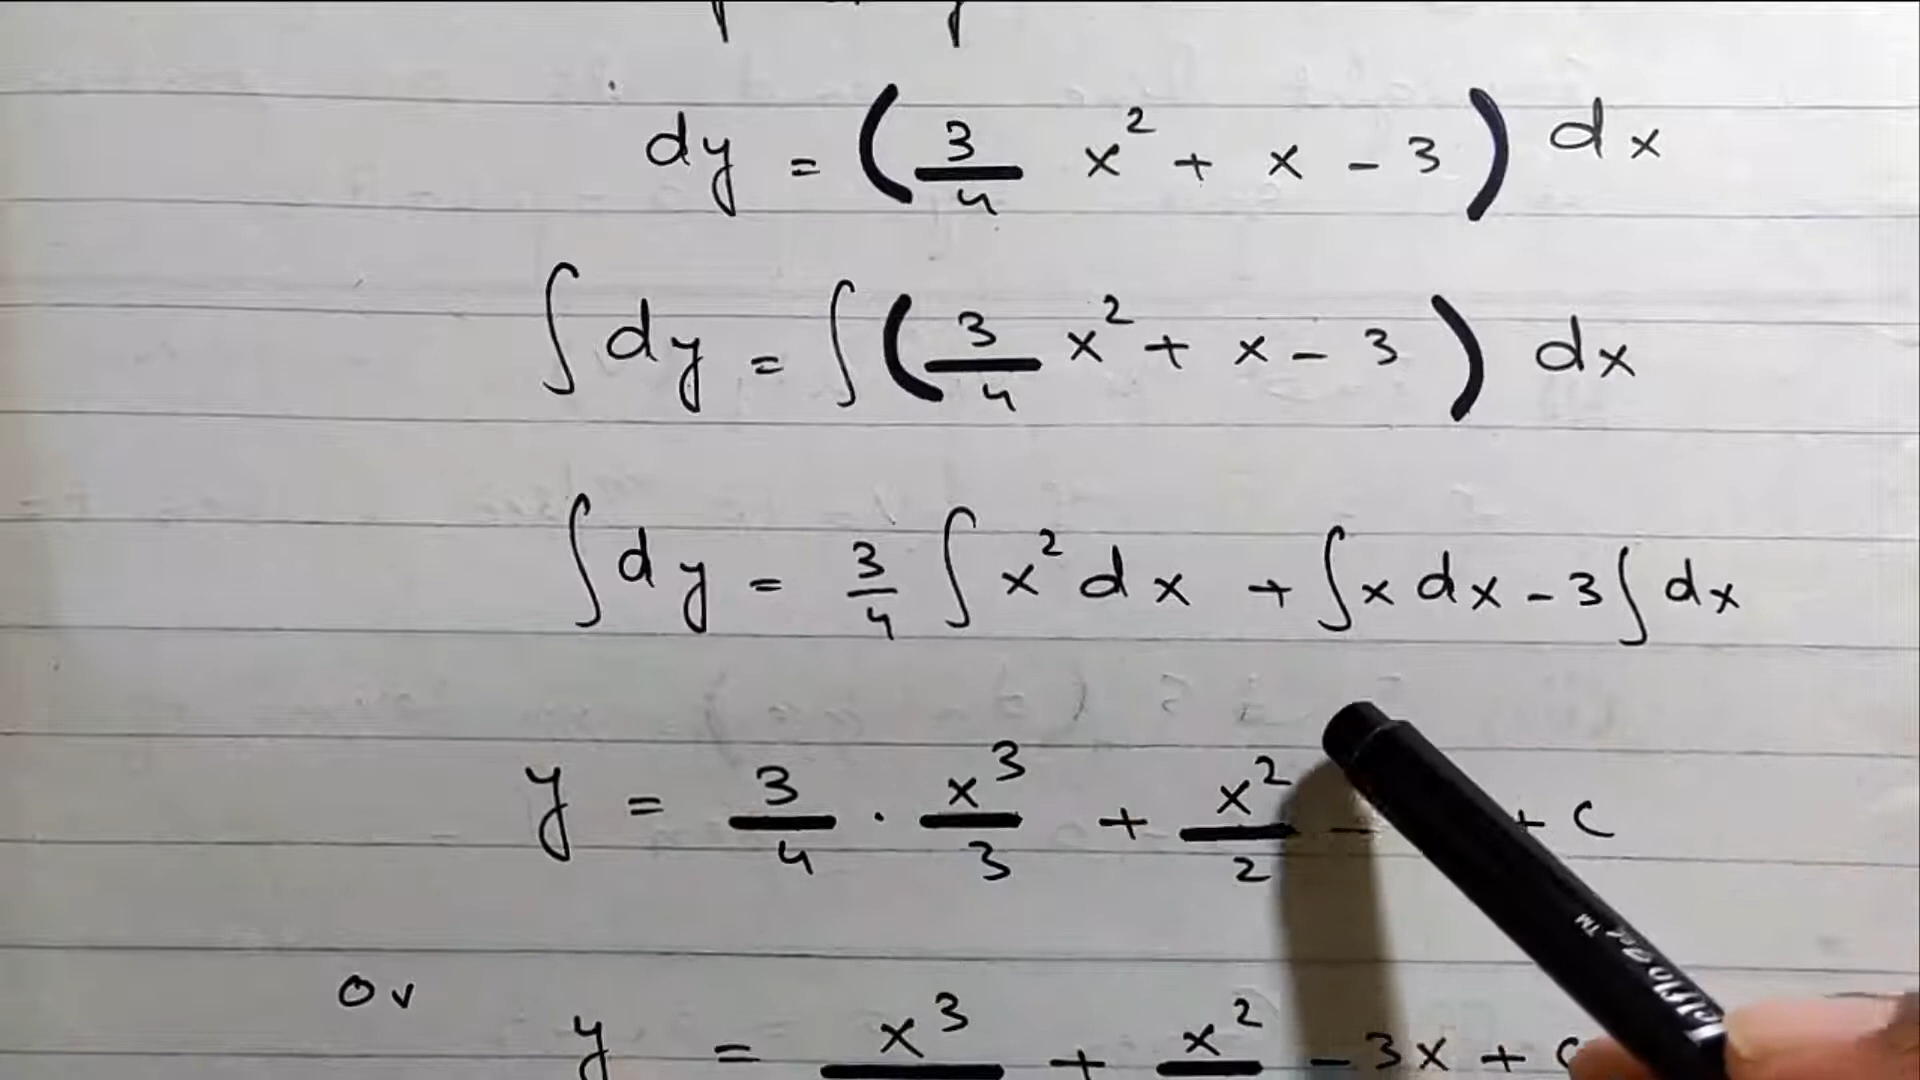 dy = ( 3/4 x² + x - 3 ) dx
∫ dy = ∫ ( 3/4 x² + x - 3 ) dx
∫ dy = 3/4 ∫ x² dx + ∫ x dx - 3 ∫ dx
y = 3/4 . x³/3 + x²/2 - + c
or
y = x³ + x² - 3x + c